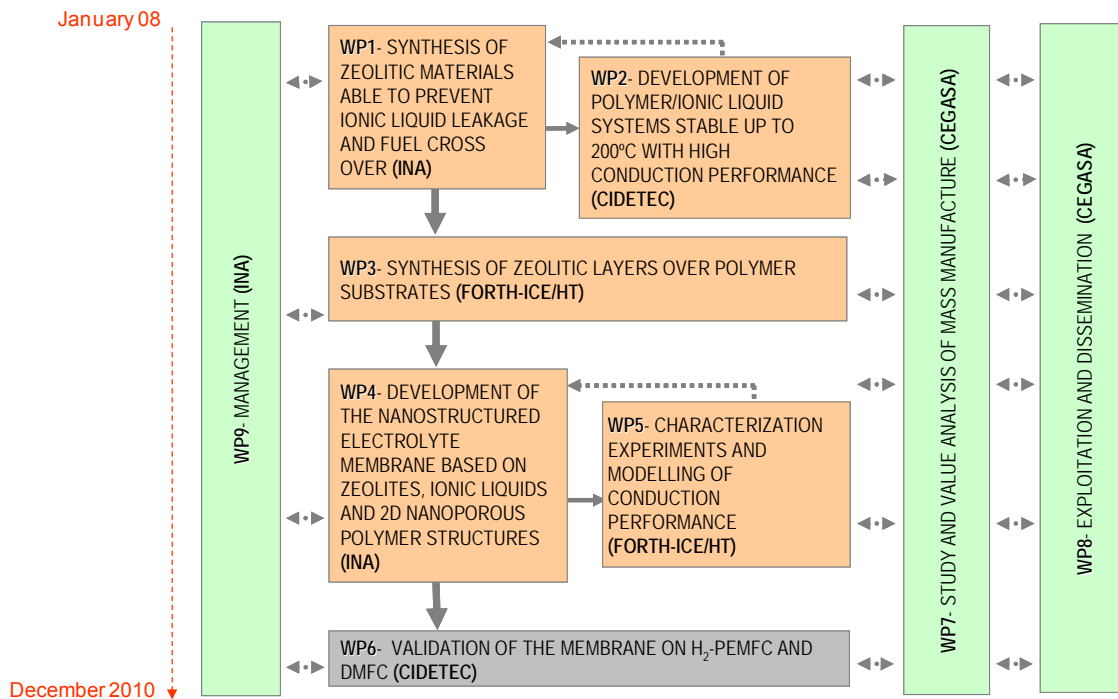 January 08
WP9- MANAGEMENT (INA)
WP1- SYNTHESIS OF
ZEOLITIC MATERIALS
ABLE TO PREVENT
IONIC LIQUID LEAKAGE
AND FUEL CROSS
OVER (INA)
WP2- DEVELOPMENT OF
POLYMER/IONIC LIQUID
SYSTEMS STABLE UP TO
200ºC WITH HIGH
CONDUCTION PERFORMANCE
(CIDETEC)
WP3- SYNTHESIS OF ZEOLITIC LAYERS OVER POLYMER
SUBSTRATES (FORTH-ICE/HT)
WP4- DEVELOPMENT OF
THE NANOSTRUCTURED
ELECTROLYTE
MEMBRANE BASED ON
ZEOLITES, IONIC LIQUIDS
AND 2D NANOPOROUS
POLYMER STRUCTURES
(INA)
WP5- CHARACTERIZATION
EXPERIMENTS AND
MODELLING OF
CONDUCTION
PERFORMANCE
(FORTH-ICE/HT)
WP6- VALIDATION OF THE MEMBRANE ON H₂-PEMFC AND
DMFC (CIDETEC)
WP7- STUDY AND VALUE ANALYSIS OF MASS MANUFACTURE (CEGASA)
WP8- EXPLOITATION AND DISSEMINATION (CEGASA)
December 2010